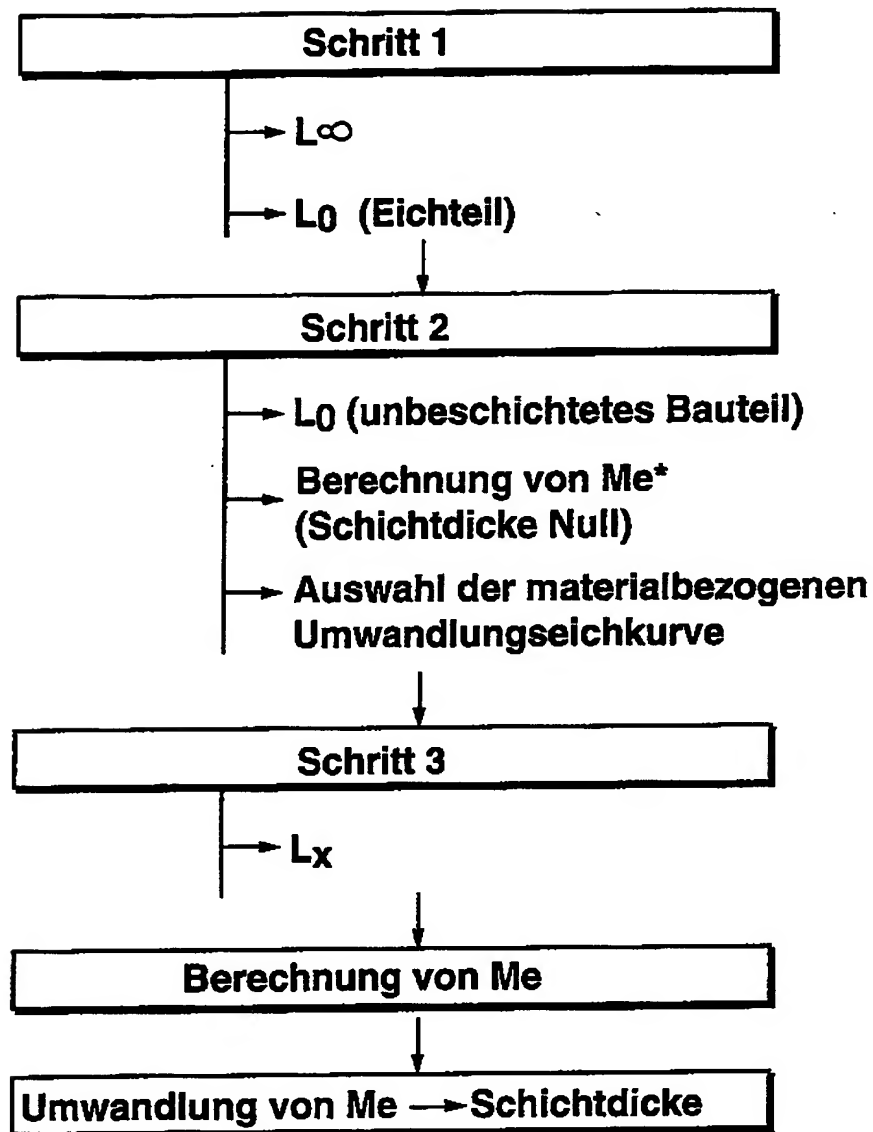 Schritt 1
L∞
L0 (Eichteil)
Schritt 2
L0 (unbeschichtetes Bauteil)
Berechnung von Me*
(Schichtdicke Null)
Auswahl der materialbezogenen
Umwandlungseichkurve
Schritt 3
Lx
Berechnung von Me
Umwandlung von Me → Schichtdicke